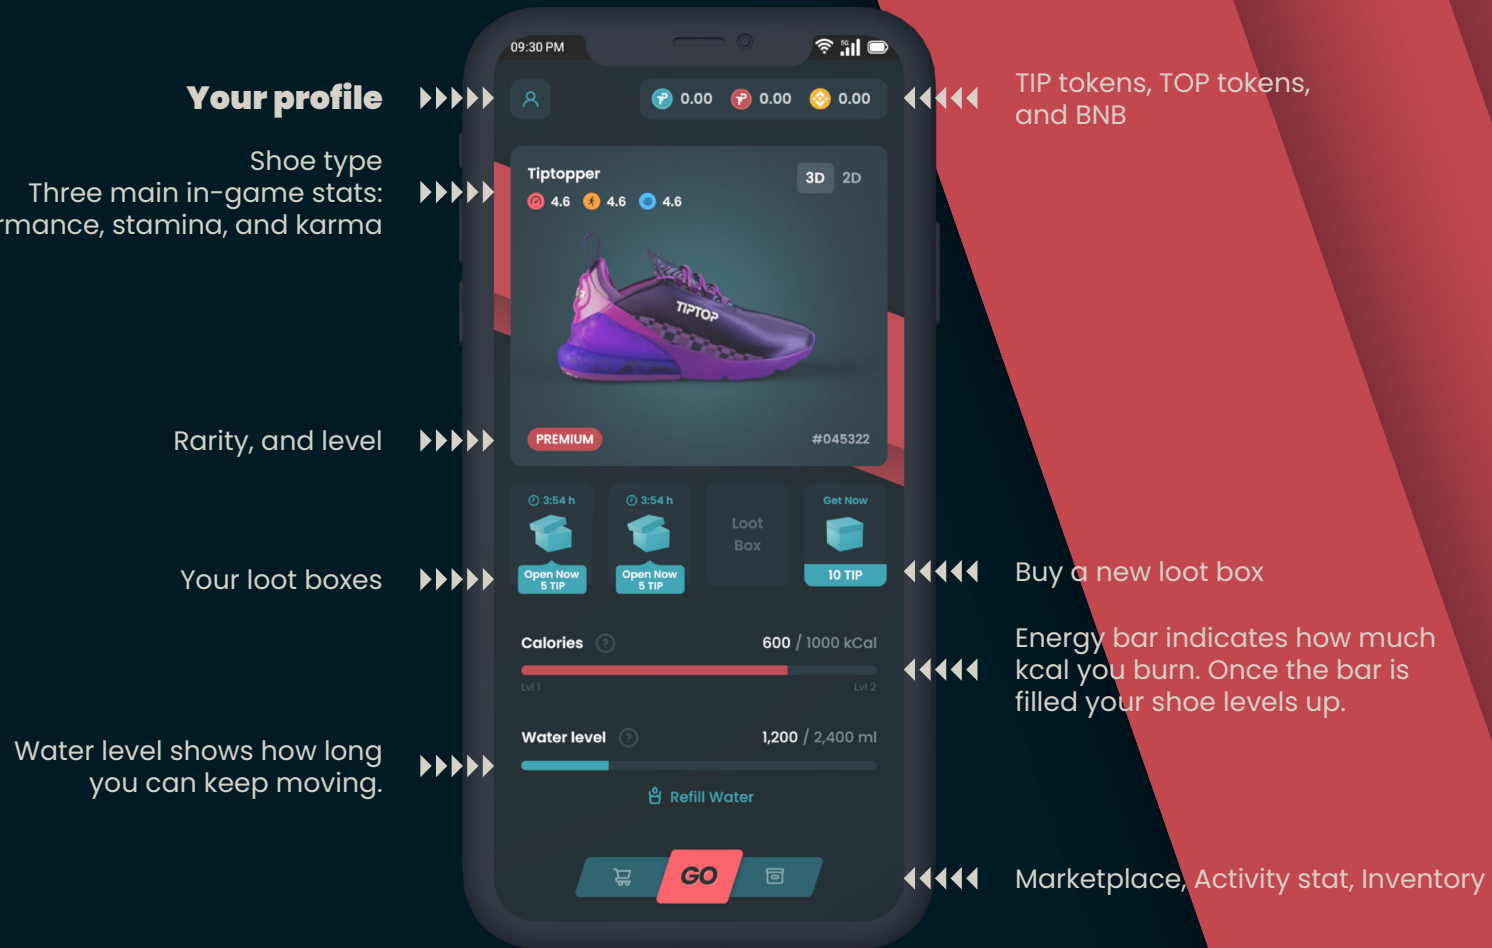 09:30 PM
5G
Your profile
0.00
0.00
0.00
TIP tokens, TOP tokens,
and BNB
Shoe type
Three main in-game stats:
rmance, stamina, and karma
Tiptopper
3D
2D
4.6
4.6
4.6
TIPTOP
Rarity, and level
PREMIUM
#045322
3:54 h
3:54 h
Loot
Box
Get Now
Your loot boxes
Open Now
5 TIP
Open Now
5 TIP
10 TIP
Buy a new loot box
Calories ?
600 / 1000 kCal
Lvl 1
Lvl 2
Energy bar indicates how much
kcal you burn. Once the bar is
filled your shoe levels up.
Water level shows how long
you can keep moving.
Water level ?
1,200 / 2,400 ml
Refill Water
GO
Marketplace, Activity stat, Inventory